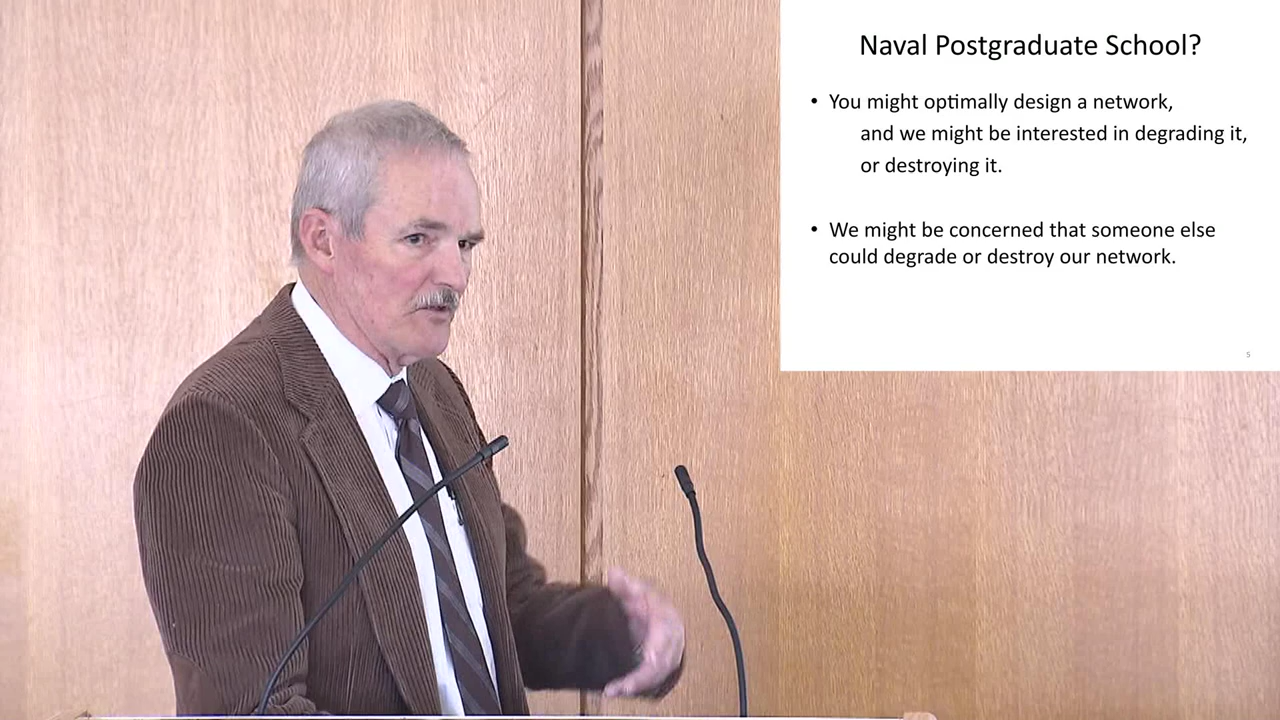 Naval Postgraduate School?
• You might optimally design a network,
and we might be interested in degrading it,
or destroying it.
• We might be concerned that someone else
could degrade or destroy our network.
5